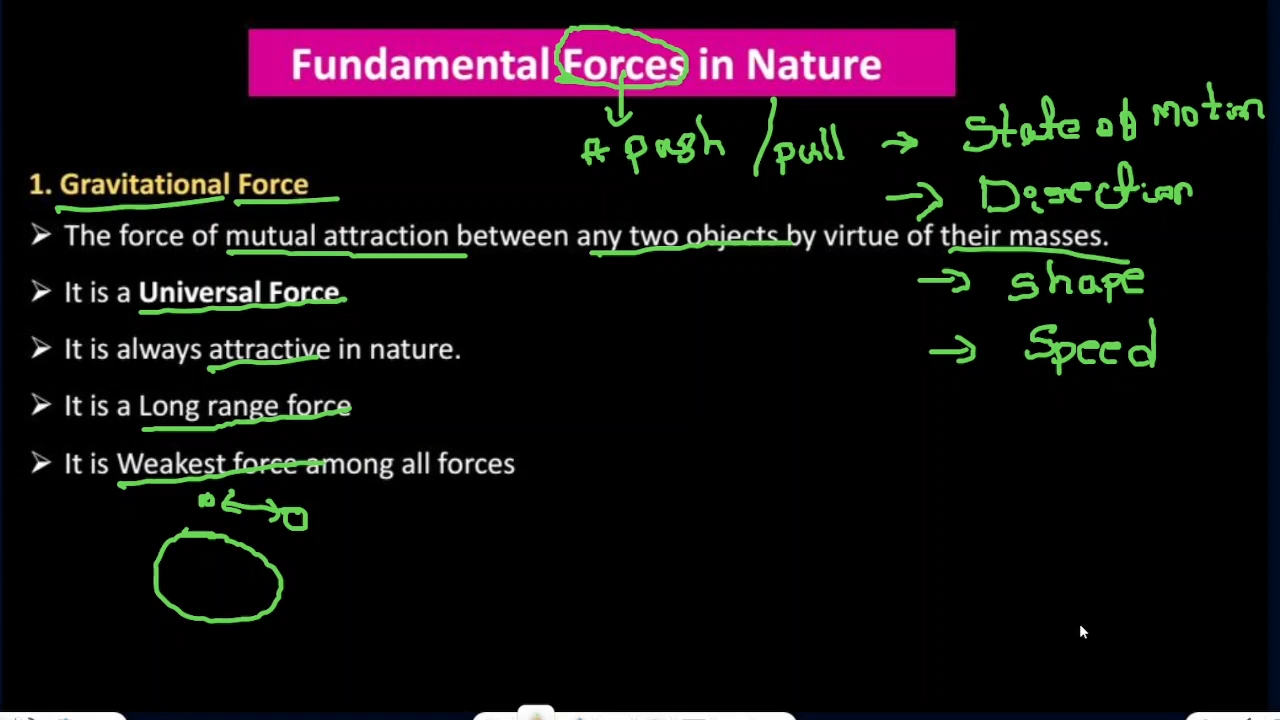 Fundamental Forces in Nature
# push / pull → State of Motion
→ Direction
1. Gravitational Force
➤ The force of mutual attraction between any two objects by virtue of their masses.
→ shape
➤ It is a Universal Force
➤ It is always attractive in nature.
→ Speed
➤ It is a Long range force
➤ It is Weakest force among all forces